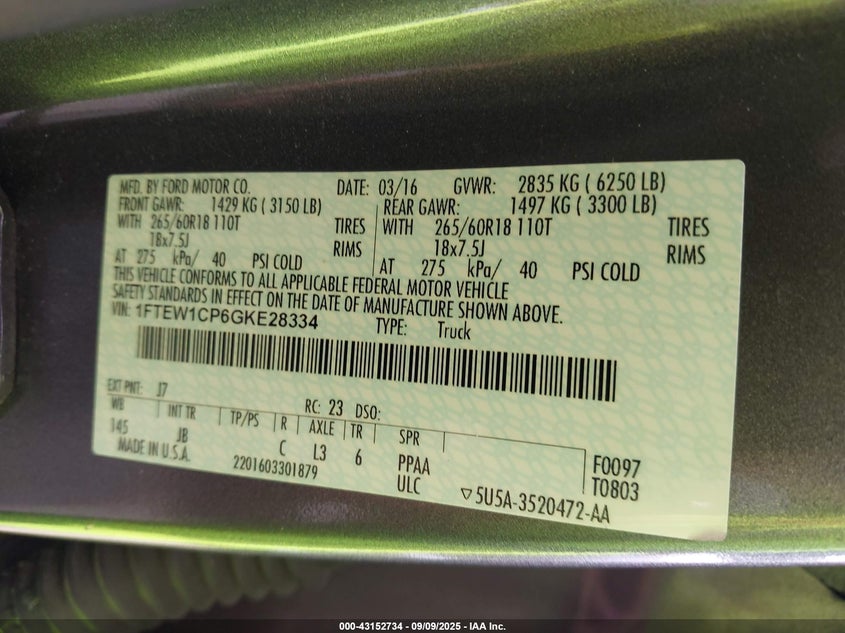 MFD. BY FORD MOTOR CO. DATE: 03/16 GVWR: 2835 KG ( 6250 LB)
FRONT GAWR: 1429 KG ( 3150 LB) REAR GAWR: 1497 KG ( 3300 LB)
WITH 265/60R18 110T TIRES WITH 265/60R18 110T TIRES
18x7.5J RIMS 18x7.5J RIMS
AT 275 kPa/ 40 PSI COLD AT 275 kPa/ 40 PSI COLD
THIS VEHICLE CONFORMS TO ALL APPLICABLE FEDERAL MOTOR VEHICLE
SAFETY STANDARDS IN EFFECT ON THE DATE OF MANUFACTURE SHOWN ABOVE.
VIN: 1FTEW1CP6GKE28334 TYPE: Truck
EXT PNT: J7 RC: 23 DSO:
WB INT TR TP/PS R AXLE TR SPR
145 JB C L3 6 PPAA F0097
MADE IN U.S.A. 2201603301879 ULC T0803
▽5U5A-3520472-AA
000-43152734 - 09/09/2025 - IAA Inc.